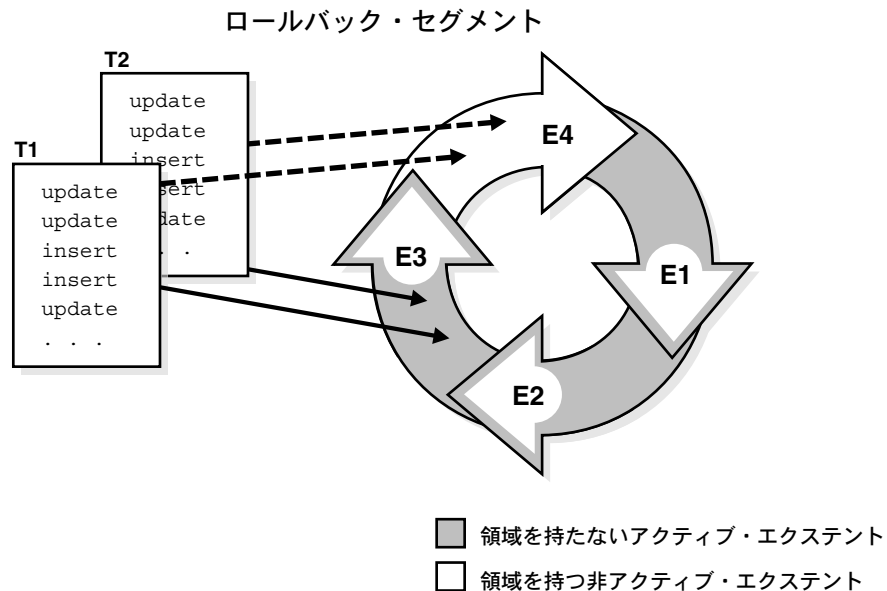 ロールバック・セグメント
T2
update
update
insert
sert
date
. .
T1
update
update
insert
insert
update
. . .
E4
E3
E1
E2
領域を持たないアクティブ・エクステント
領域を持つ非アクティブ・エクステント